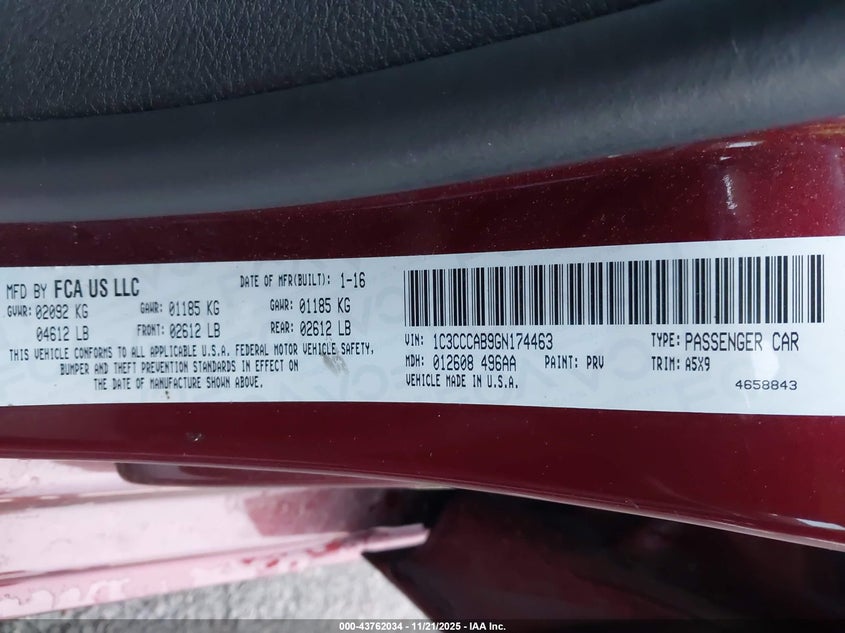 MFD BY FCA US LLC DATE OF MFR(BUILT): 1-16
GVWR: 02092 KG GAWR: 01185 KG GAWR: 01185 KG
04612 LB FRONT: 02612 LB REAR: 02612 LB
THIS VEHICLE CONFORMS TO ALL APPLICABLE U.S.A. FEDERAL MOTOR VEHICLE SAFETY,
BUMPER AND THEFT PREVENTION STANDARDS IN EFFECT ON
THE DATE OF MANUFACTURE SHOWN ABOVE.
VIN: 1C3CCCAB9GN174463 TYPE: PASSENGER CAR
MDH: 012608 496AA PAINT: PRV TRIM: A5X9
VEHICLE MADE IN U.S.A. 4658843
000-43762034 — 11/21/2025 — IAA Inc.